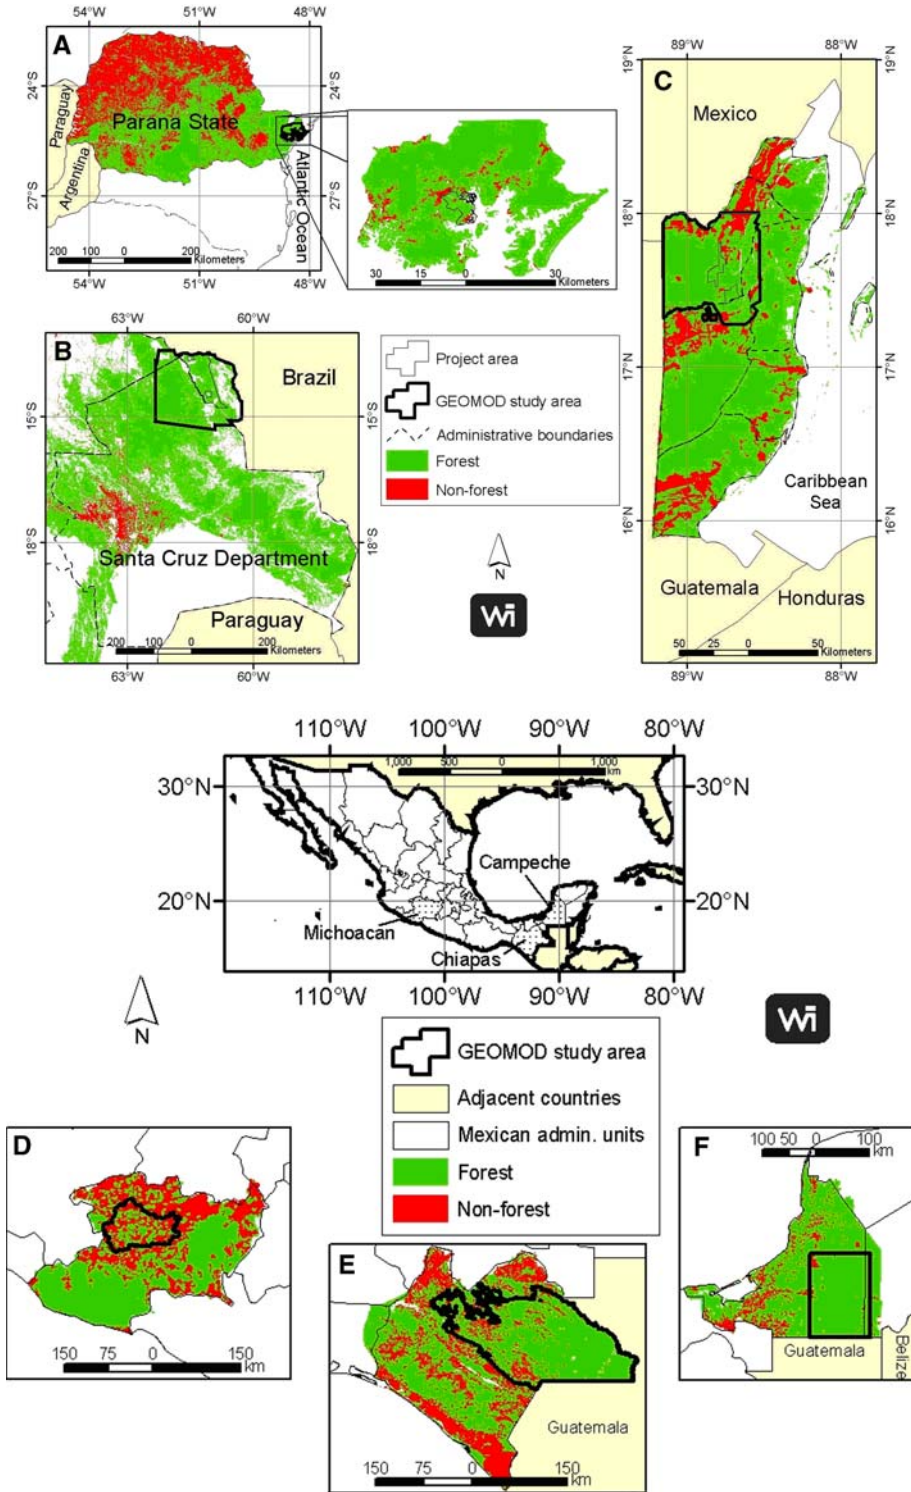 A
54°W
51°W
48°W
24°S
27°S
Parana State
Paraguay
Argentina
Atlantic Ocean
200 100 0 200
Kilometers
54°W
51°W
48°W
24°S
27°S
30 15 0 30
Kilometers
B
63°W
60°W
15°S
18°S
Brazil
Santa Cruz Department
Paraguay
200 100 0 200
Kilometers
63°W
60°W
15°S
18°S
Project area
GEOMOD study area
Administrative boundaries
Forest
Non-forest
N
Wi
C
89°W
88°W
19°N
18°N
17°N
16°N
Mexico
Caribbean
Sea
Guatemala
Honduras
50 25 0 50
Kilometers
89°W
88°W
19°N
18°N
17°N
16°N
110°W
100°W
90°W
80°W
1,000 500 0 1,000
km
30°N
30°N
20°N
20°N
Campeche
Michoacan
Chiapas
110°W
100°W
90°W
80°W
N
Wi
GEOMOD study area
Adjacent countries
Mexican admin. units
Forest
Non-forest
D
150 75 0 150
km
E
Guatemala
150 75 0 150
km
F
100 50 0 100
km
Guatemala
Belize